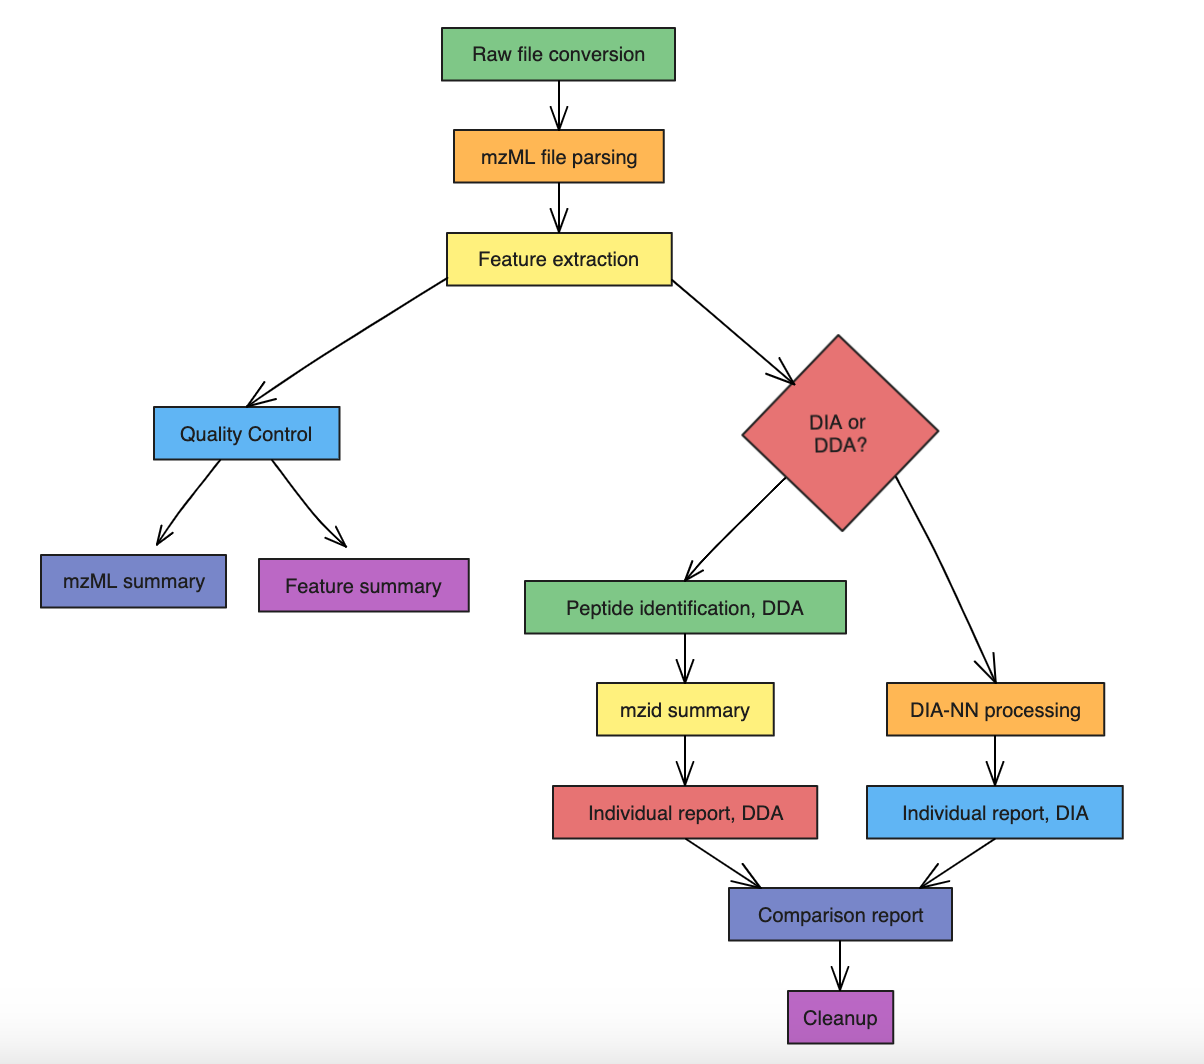 Raw file conversion
mzML file parsing
Feature extraction
Quality Control
DIA or
DDA?
mzML summary
Feature summary
Peptide identification, DDA
mzid summary
DIA-NN processing
Individual report, DDA
Individual report, DIA
Comparison report
Cleanup